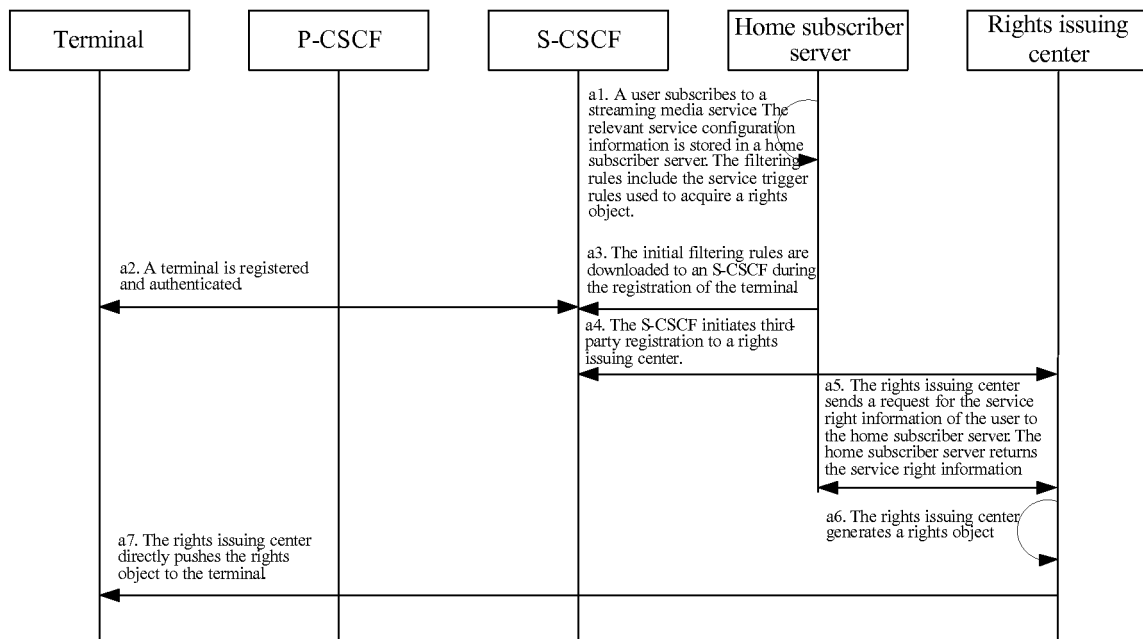 Terminal
P-CSCF
S-CSCF
Home subscriber
server
Rights issuing
center
a1. A user subscribes to a
streaming media service. The
relevant service configuration
information is stored in a home
subscriber server. The filtering
rules include the service trigger
rules used to acquire a rights
object.
a2. A terminal is registered
and authenticated.
a3. The initial filtering rules are
downloaded to an S-CSCF during
the registration of the terminal
a4. The S-CSCF initiates third-
party registration to a rights
issuing center.
a5. The rights issuing center
sends a request for the service
right information of the user to
the home subscriber server. The
home subscriber server returns
the service right information
a6. The rights issuing center
generates a rights object
a7. The rights issuing center
directly pushes the rights
object to the terminal.